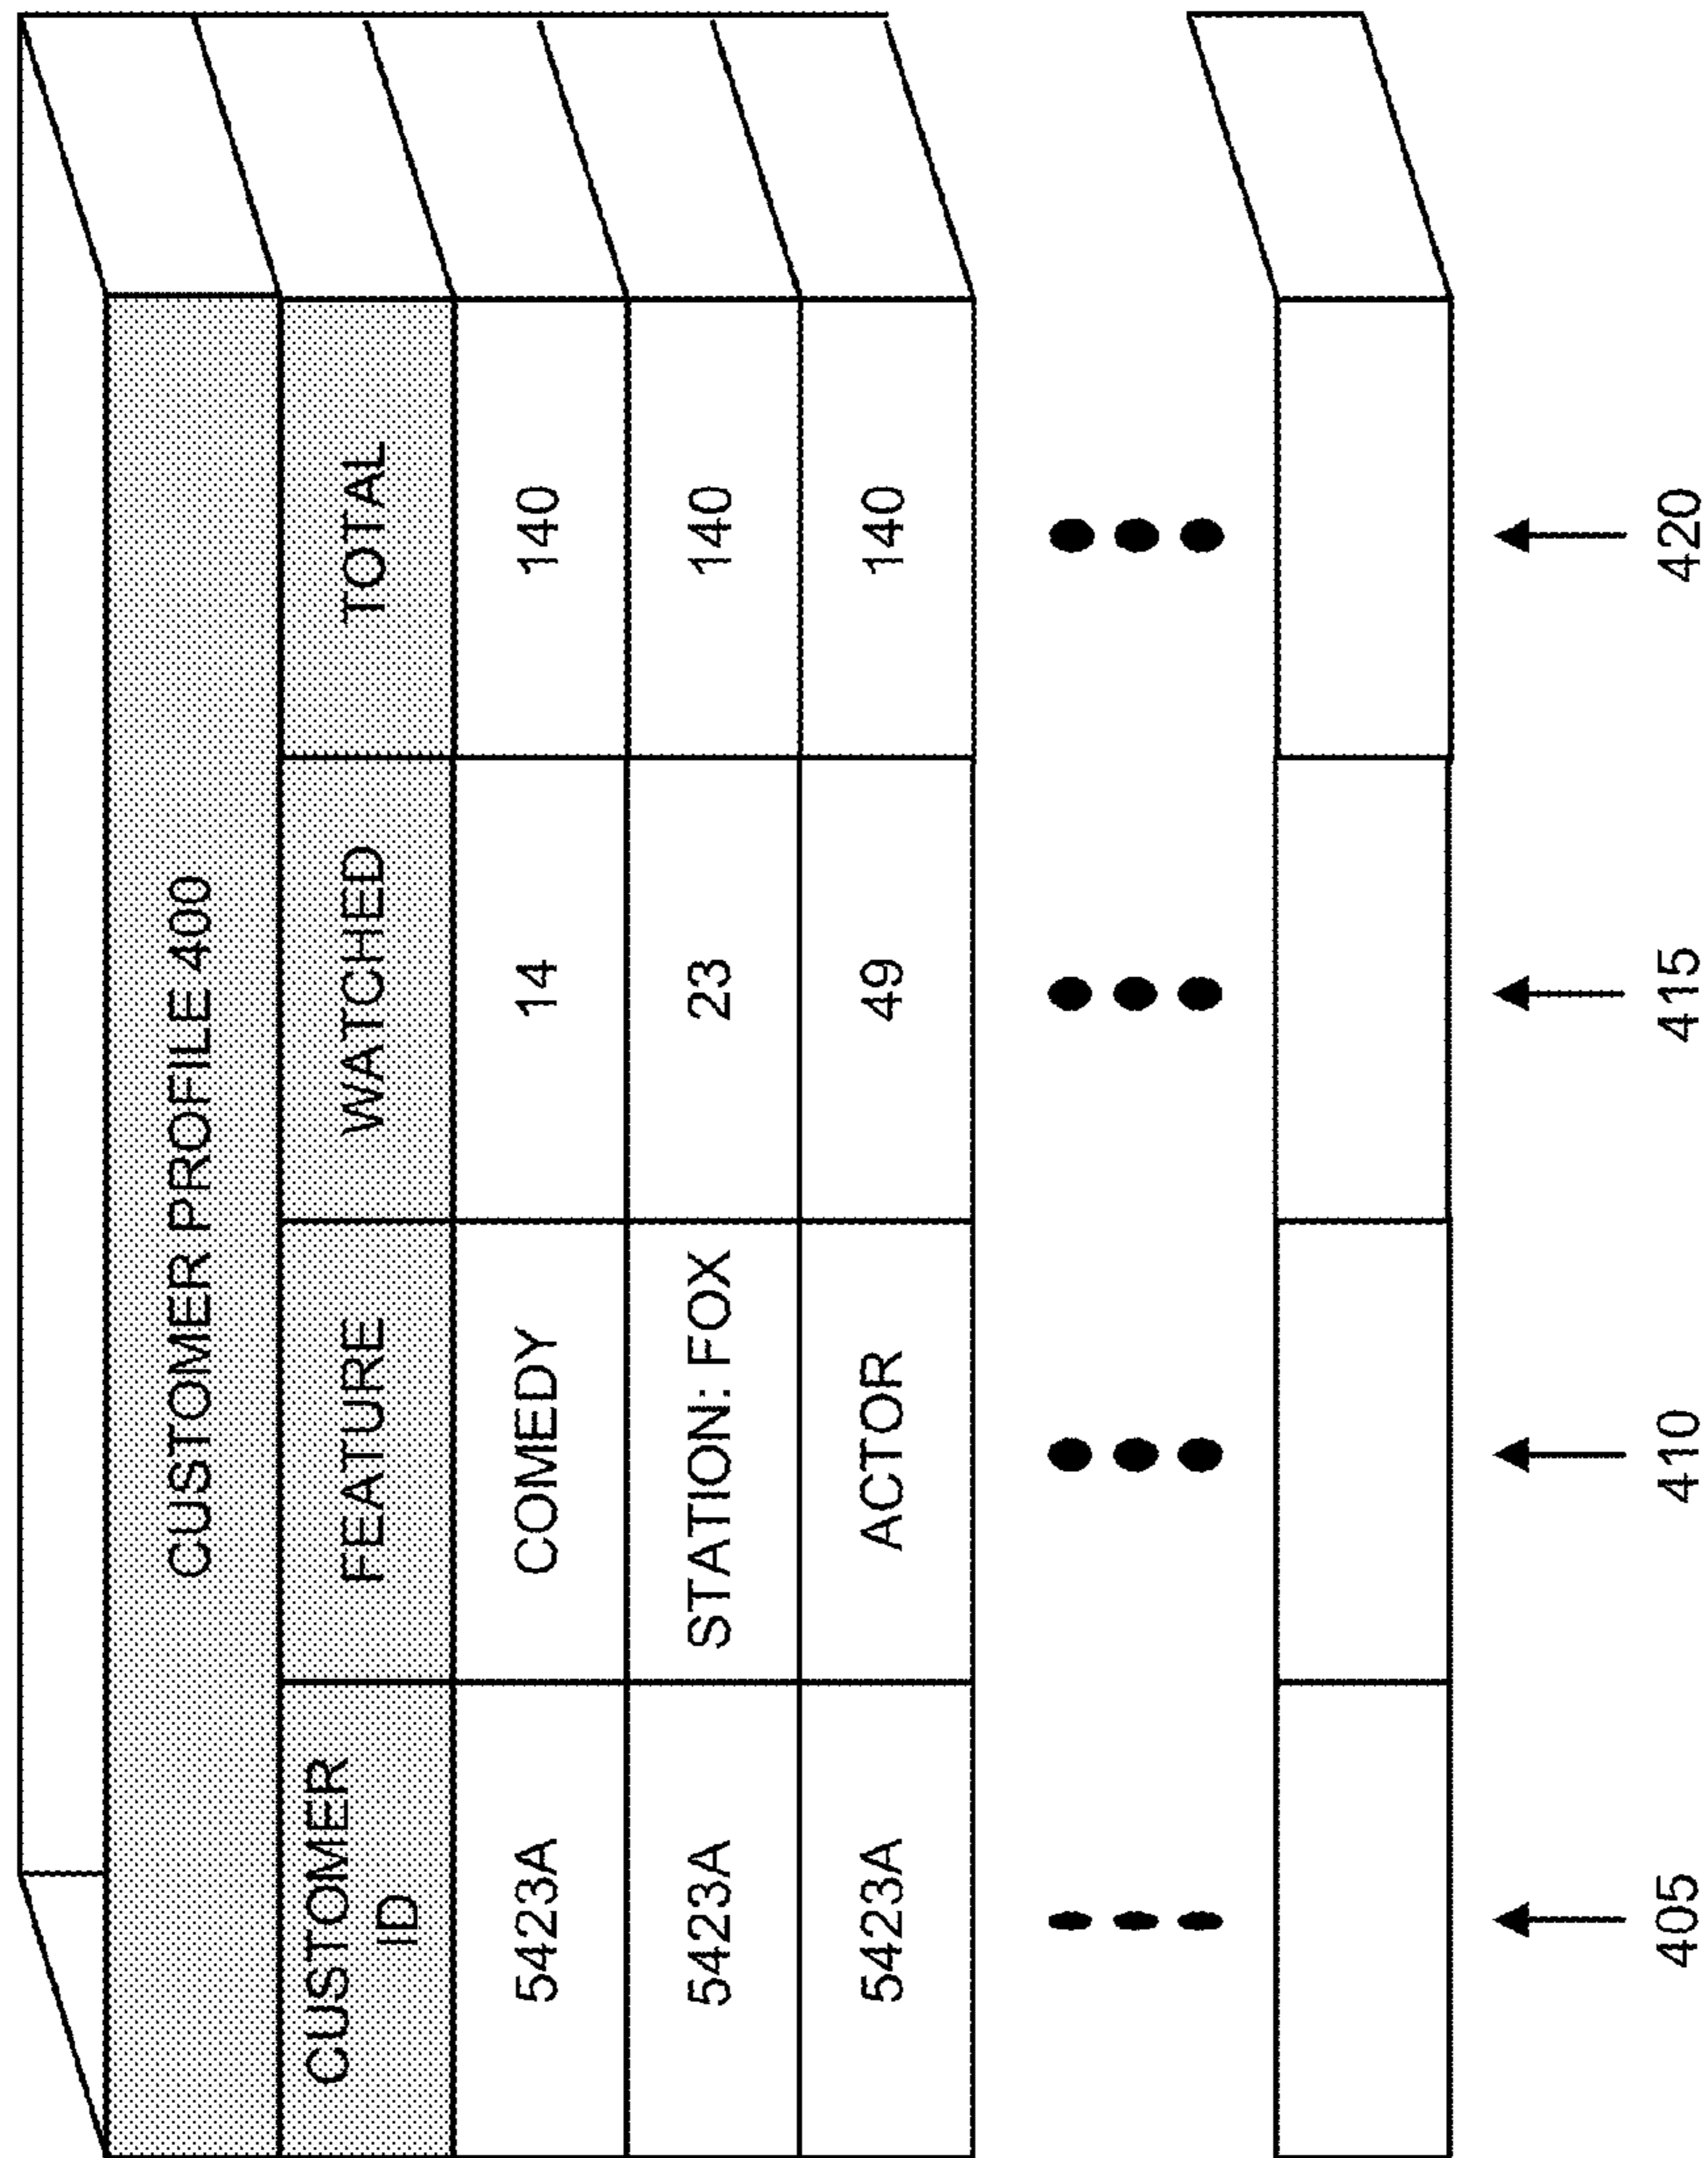 CUSTOMER PROFILE 400
CUSTOMER ID FEATURE WATCHED TOTAL
5423A COMEDY 14 140
5423A STATION: FOX 23 140
5423A ACTOR 49 140
405 410 415 420